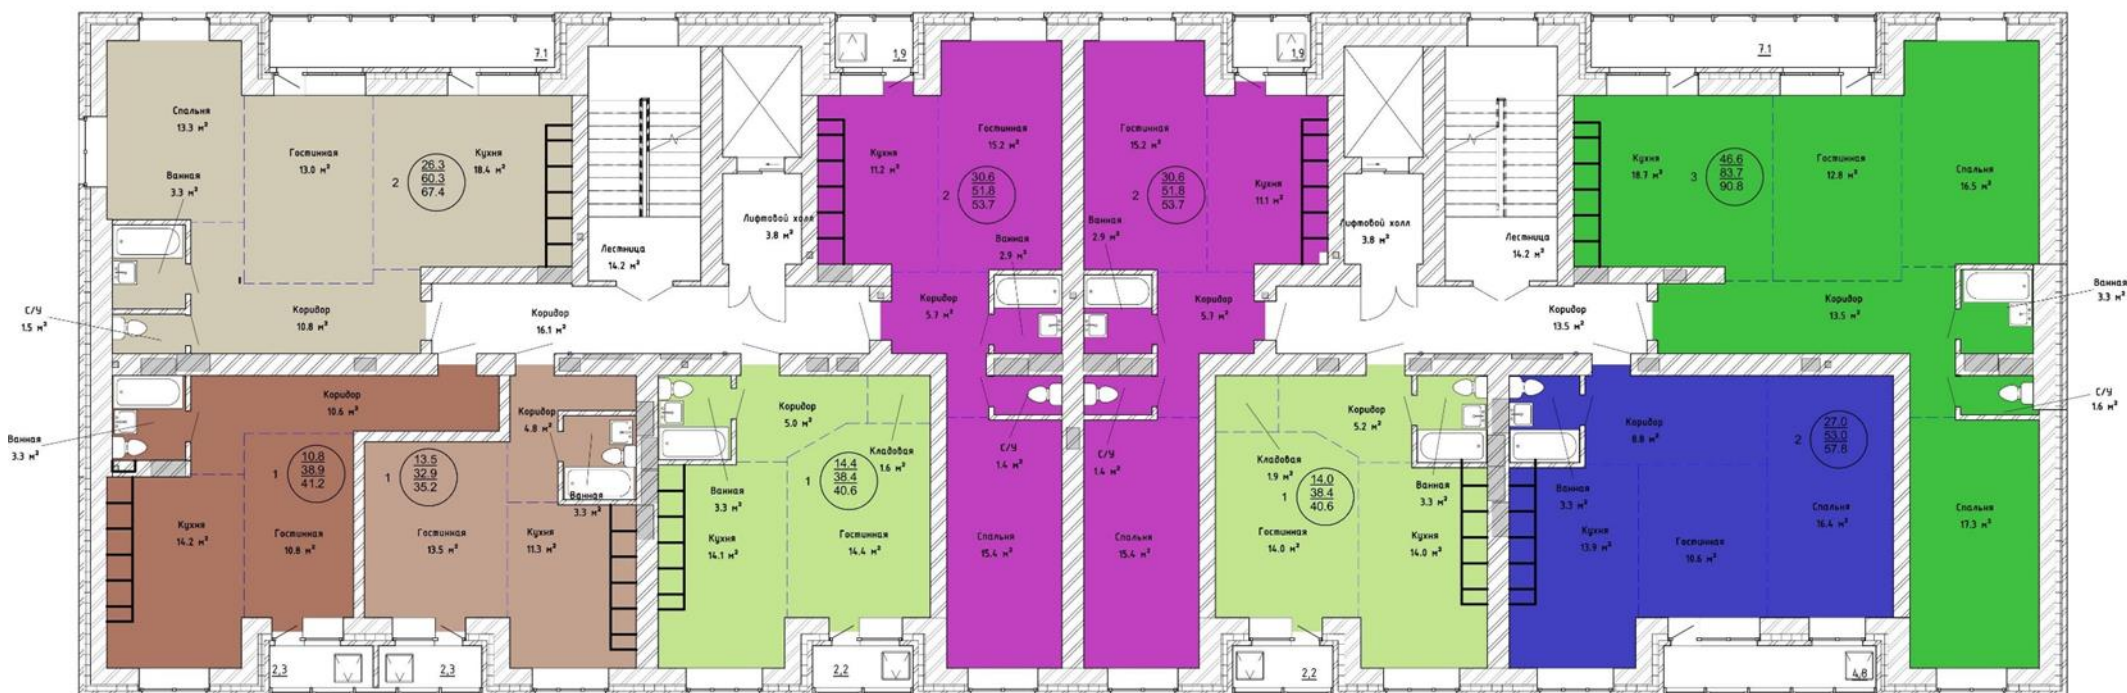 7.1
1,9
1,9
7.1
Спальня
13.3 м²
Гостинная
13.0 м²
Ванная
3.3 м²
2
26.3
60.3
67.4
Кухня
18.4 м²
Коридор
10.8 м²
С/У
1.5 м²
Лестница
14.2 м²
Лифтовой холл
3.8 м²
Коридор
16.1 м²
Кухня
11.2 м²
Гостинная
15.2 м²
2
30.6
51.8
53.7
Ванная
2.9 м²
Коридор
5.7 м²
С/У
1.4 м²
Спальня
15.4 м²
Гостинная
15.2 м²
2
30.6
51.8
53.7
Кухня
11.1 м²
Ванная
2.9 м²
Коридор
5.7 м²
С/У
1.4 м²
Спальня
15.4 м²
Лифтовой холл
3.8 м²
Лестница
14.2 м²
Коридор
13.5 м²
Кухня
18.7 м²
3
46.6
83.7
90.8
Гостинная
12.8 м²
Спальня
16.5 м²
Коридор
13.5 м²
Ванная
3.3 м²
С/У
1.6 м²
Спальня
17.3 м²
Коридор
10.6 м²
Ванная
3.3 м²
1
10.8
38.9
41.2
Кухня
14.2 м²
Гостинная
10.8 м²
2,3
Коридор
4.8 м²
1
13.5
32.9
35.2
Ванная
3.3 м²
Гостинная
13.5 м²
Кухня
11.3 м²
2,3
Коридор
5.0 м²
Кладовая
1.6 м²
1
14.4
38.4
40.6
Ванная
3.3 м²
Кухня
14.1 м²
Гостинная
14.4 м²
2,2
Коридор
5.2 м²
Кладовая
1.9 м²
1
14.0
38.4
40.6
Ванная
3.3 м²
Гостинная
14.0 м²
Кухня
14.0 м²
2,2
Коридор
8.8 м²
2
27.0
53.0
57.8
Ванная
3.3 м²
Кухня
13.9 м²
Гостинная
10.6 м²
Спальня
16.4 м²
4,8